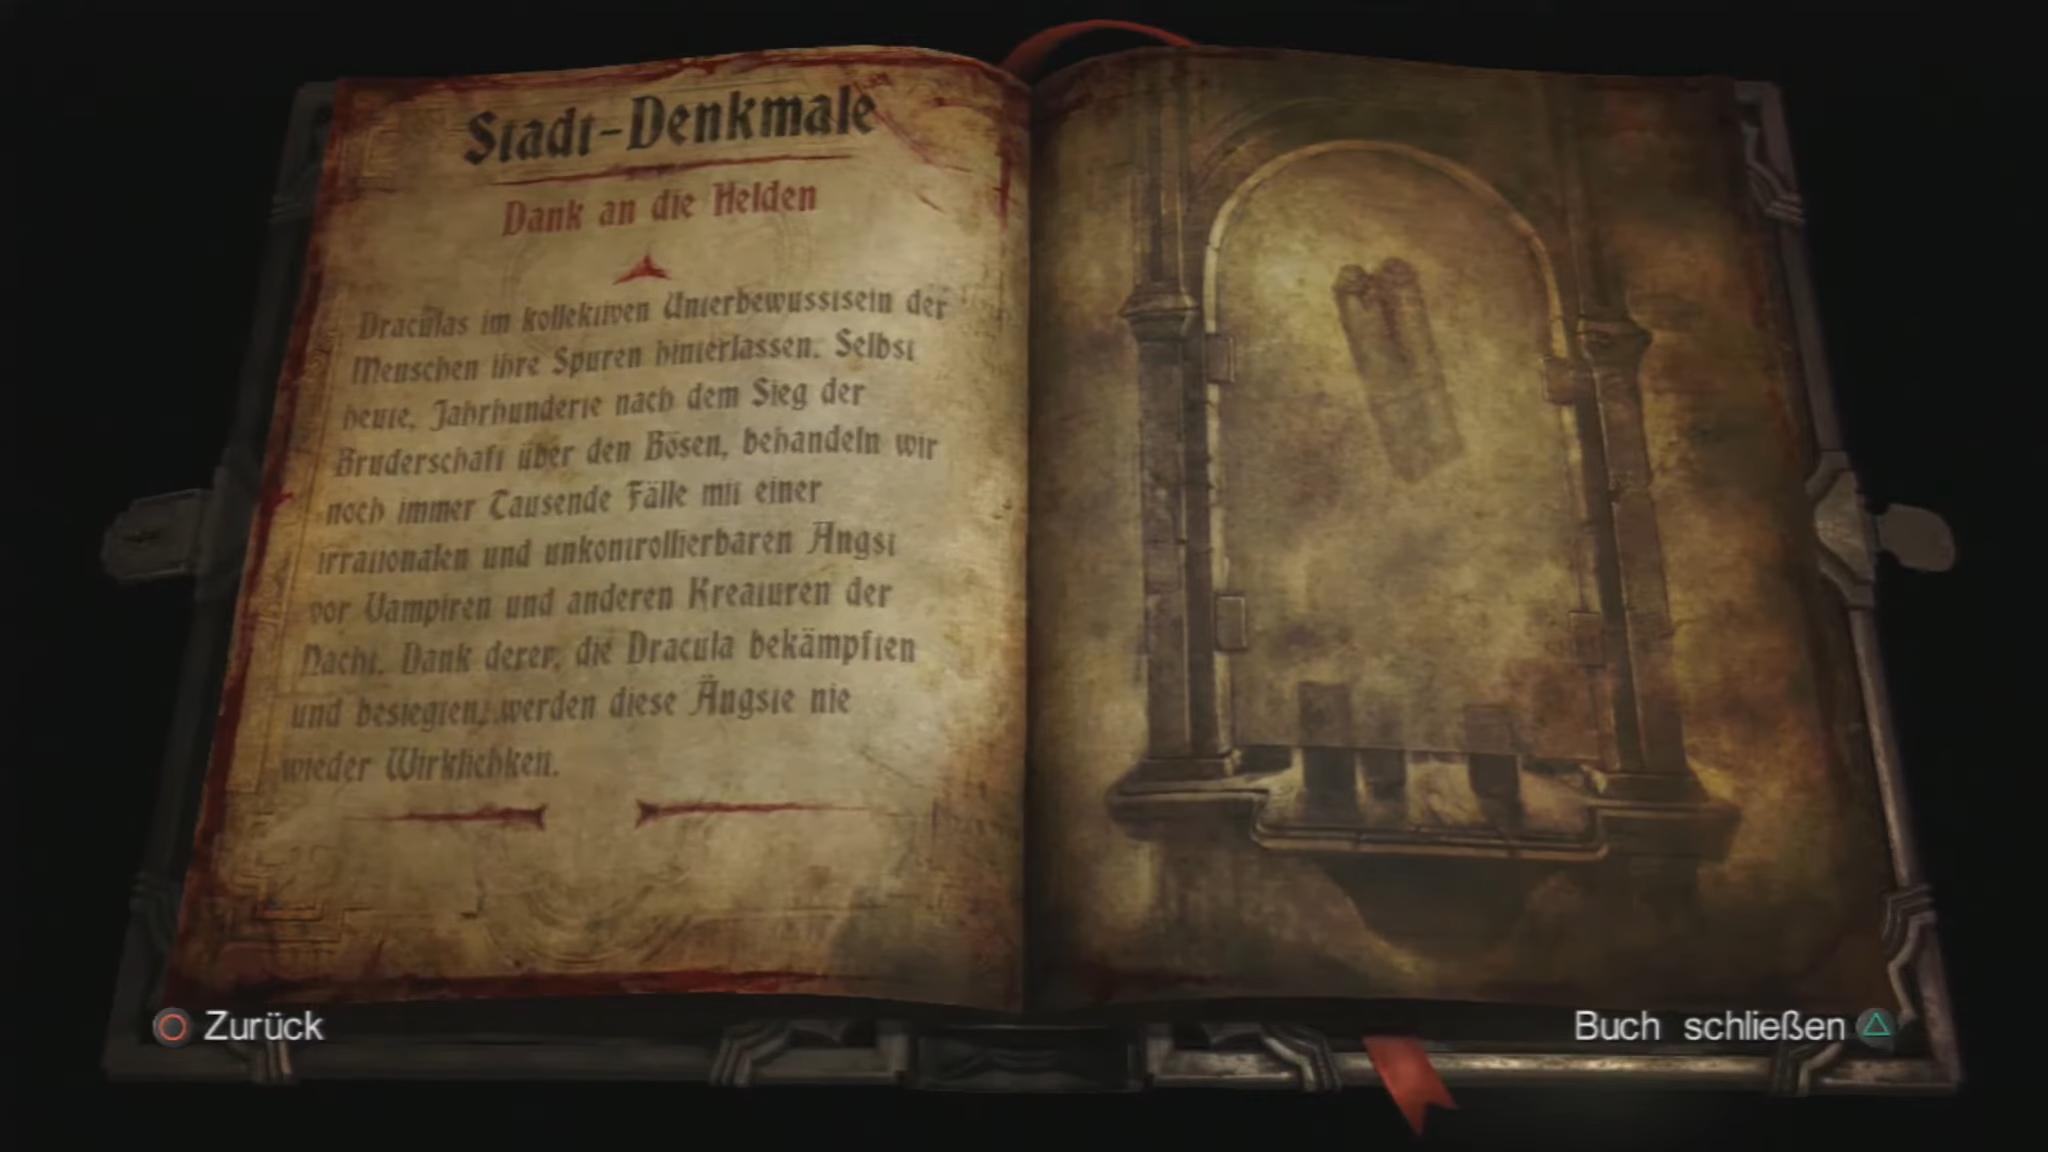 Stadt-Denkmale
Dank an die Helden
Draculas im kollektiven Unterbewusstsein der
Menschen ihre Spuren hinterlassen. Selbst
heute, Jahrhunderte nach dem Sieg der
Bruderschaft über den Bösen, behandeln wir
noch immer Tausende Fälle mit einer
irrationalen und unkontrollierbaren Angst
vor Vampiren und anderen Kreaturen der
Nacht. Dank derer, die Dracula bekämpften
und besiegten, werden diese Ängste nie
wieder Wirklichkeit.
Zurück
Buch schließen